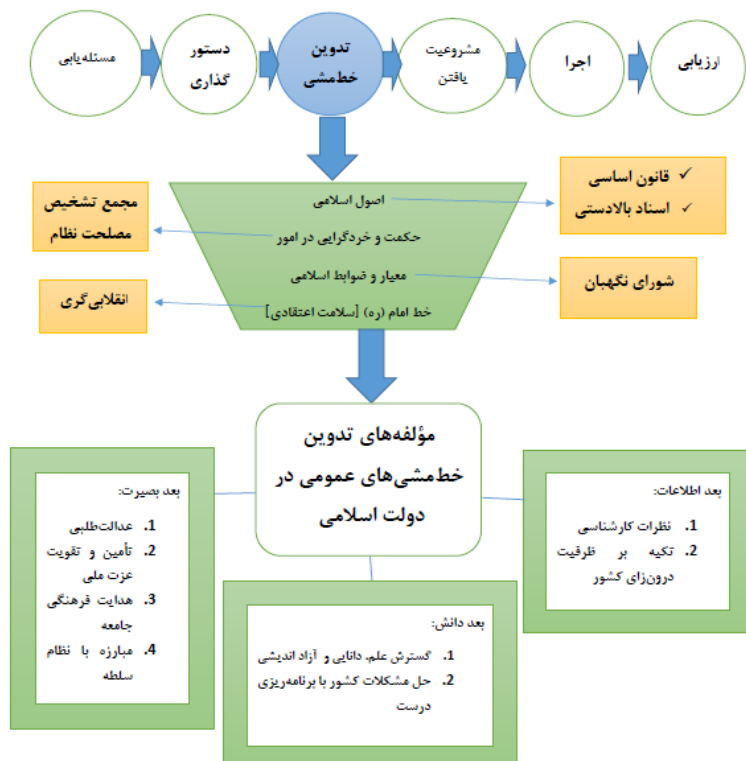 مسئله‌یابی
دستور
گذاری
تدوین
خط‌مشی
مشروعیت
یافتن
اجرا
ارزیابی
✓ قانون اساسی
✓ اسناد بالادستی
مجمع تشخیص
مصلحت نظام
اصول اسلامی
حکمت و خردگرایی در امور
معیار و ضوابط اسلامی
خط امام (ره) [سلامت اعتقادی]
شورای نگهبان
انقلابی‌گری
مؤلفه‌های تدوین
خط‌مشی‌های عمومی در
دولت اسلامی
بعد اطلاعات:
1. نظرات کارشناسی
2. تکیه بر ظرفیت
درون‌زای کشور
بعد بصیرت:
1. عدالت‌طلبی
2. تأمین و تقویت
عزت ملی
3. هدایت فرهنگی
جامعه
4. مبارزه با نظام
سلطه
بعد دانش:
1. گسترش علم، دانایی و آزاد اندیشی
2. حل مشکلات کشور با برنامه‌ریزی
درست